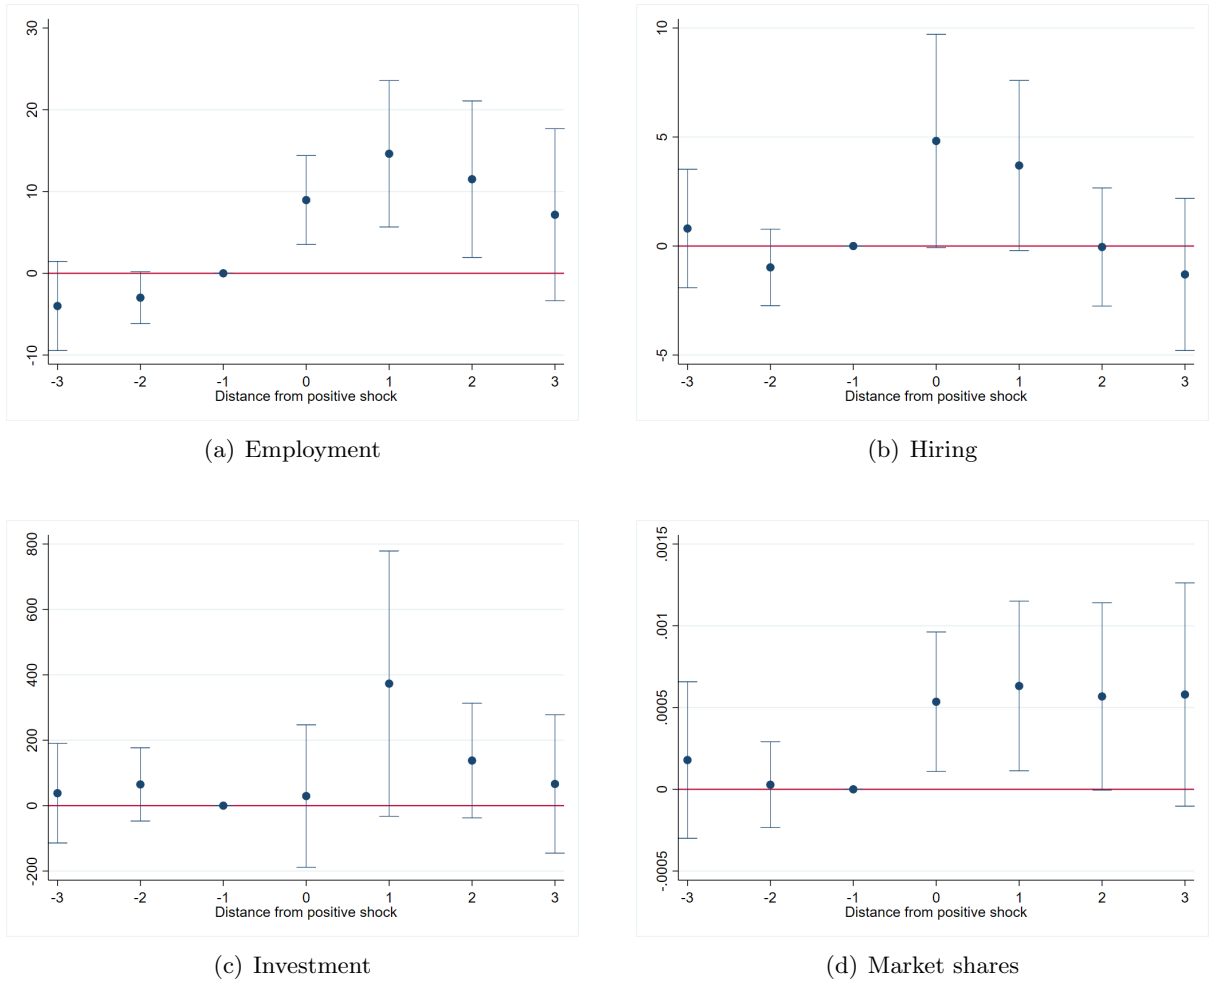 30
20
10
0
-10
-3 -2 -1 0 1 2 3
Distance from positive shock
(a) Employment
10
5
0
-5
-3 -2 -1 0 1 2 3
Distance from positive shock
(b) Hiring
800
600
400
200
0
-200
-3 -2 -1 0 1 2 3
Distance from positive shock
(c) Investment
.0015
.001
.0005
0
-.0005
-3 -2 -1 0 1 2 3
Distance from positive shock
(d) Market shares